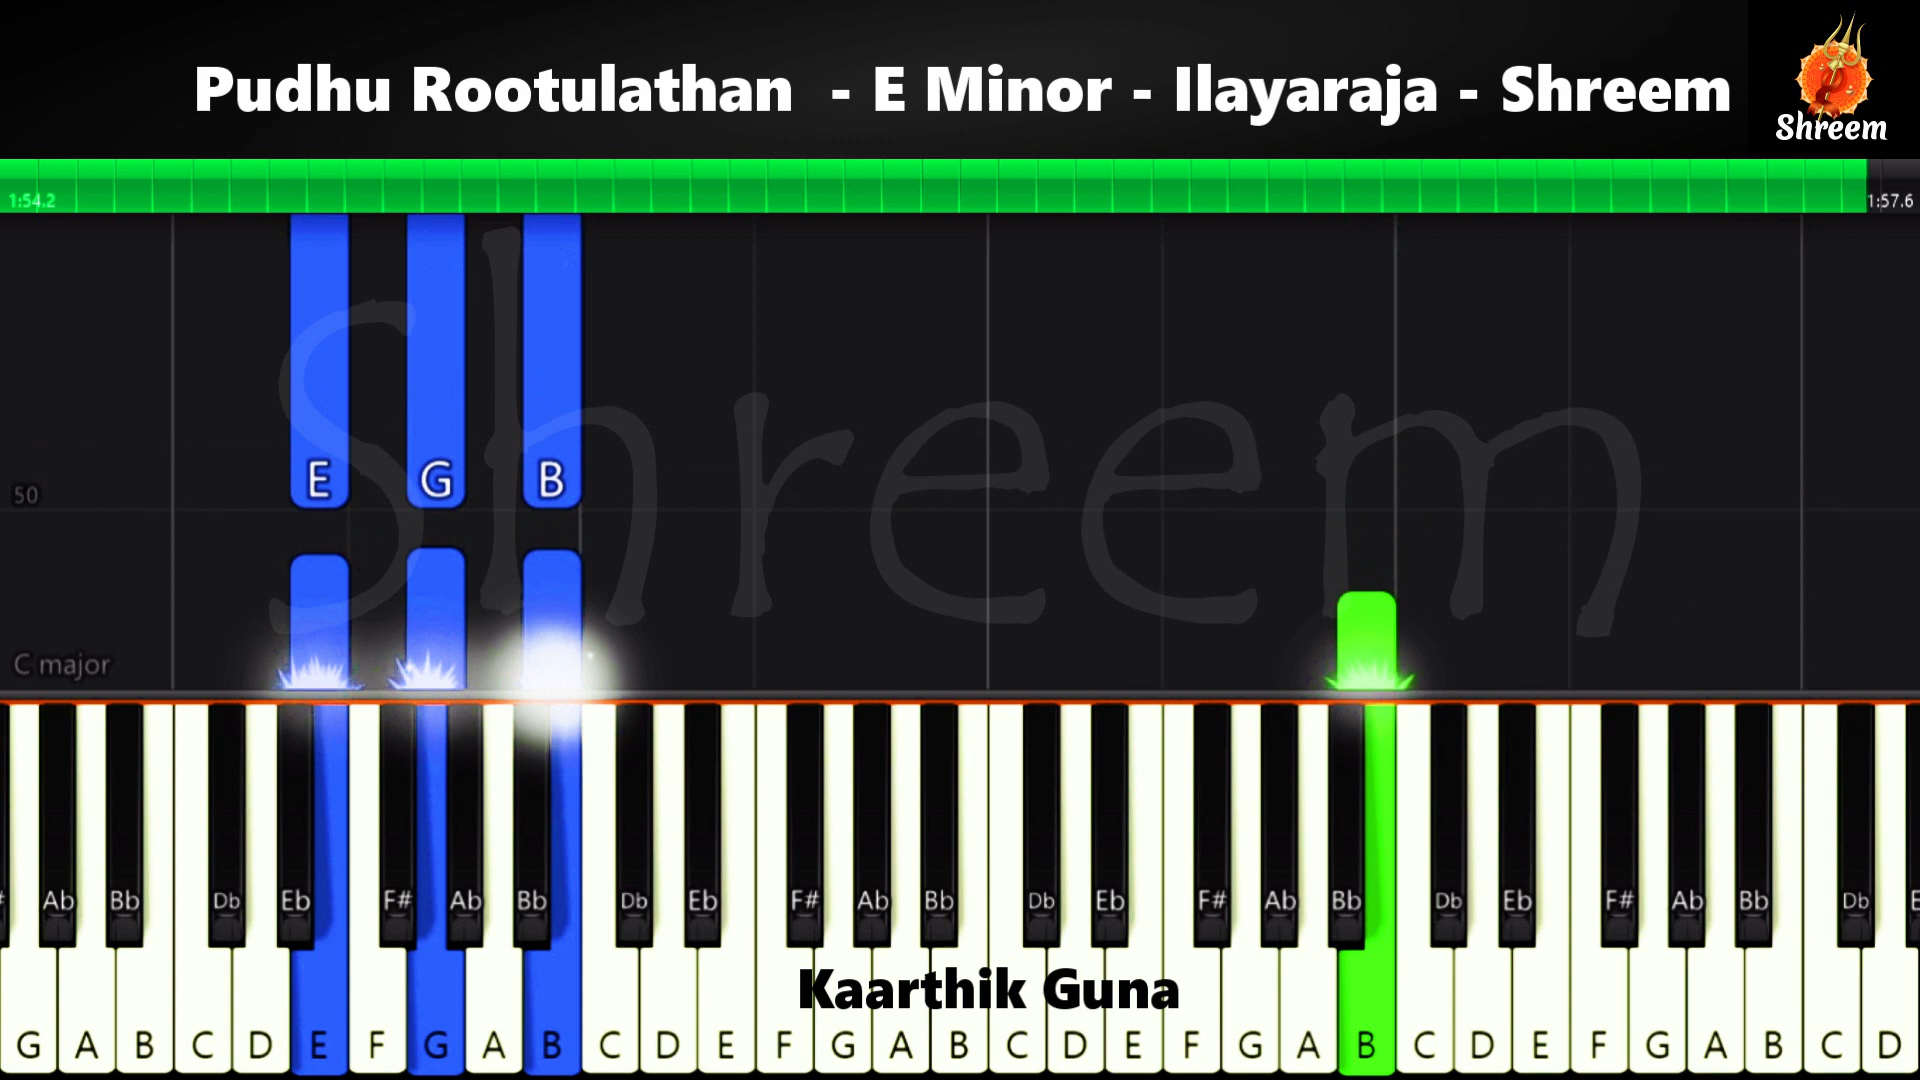 Pudhu Rootulathan - E Minor - Ilayaraja - Shreem
Shreem
1:54.2
1:57.6
Shreem
E G B
50
C major
Ab Bb Db Eb F# Ab Bb Db Eb F# Ab Bb Db Eb F# Ab Bb Db Eb F# Ab Bb Db
Kaarthik Guna
G A B C D E F G A B C D E F G A B C D E F G A B C D E F G A B C D